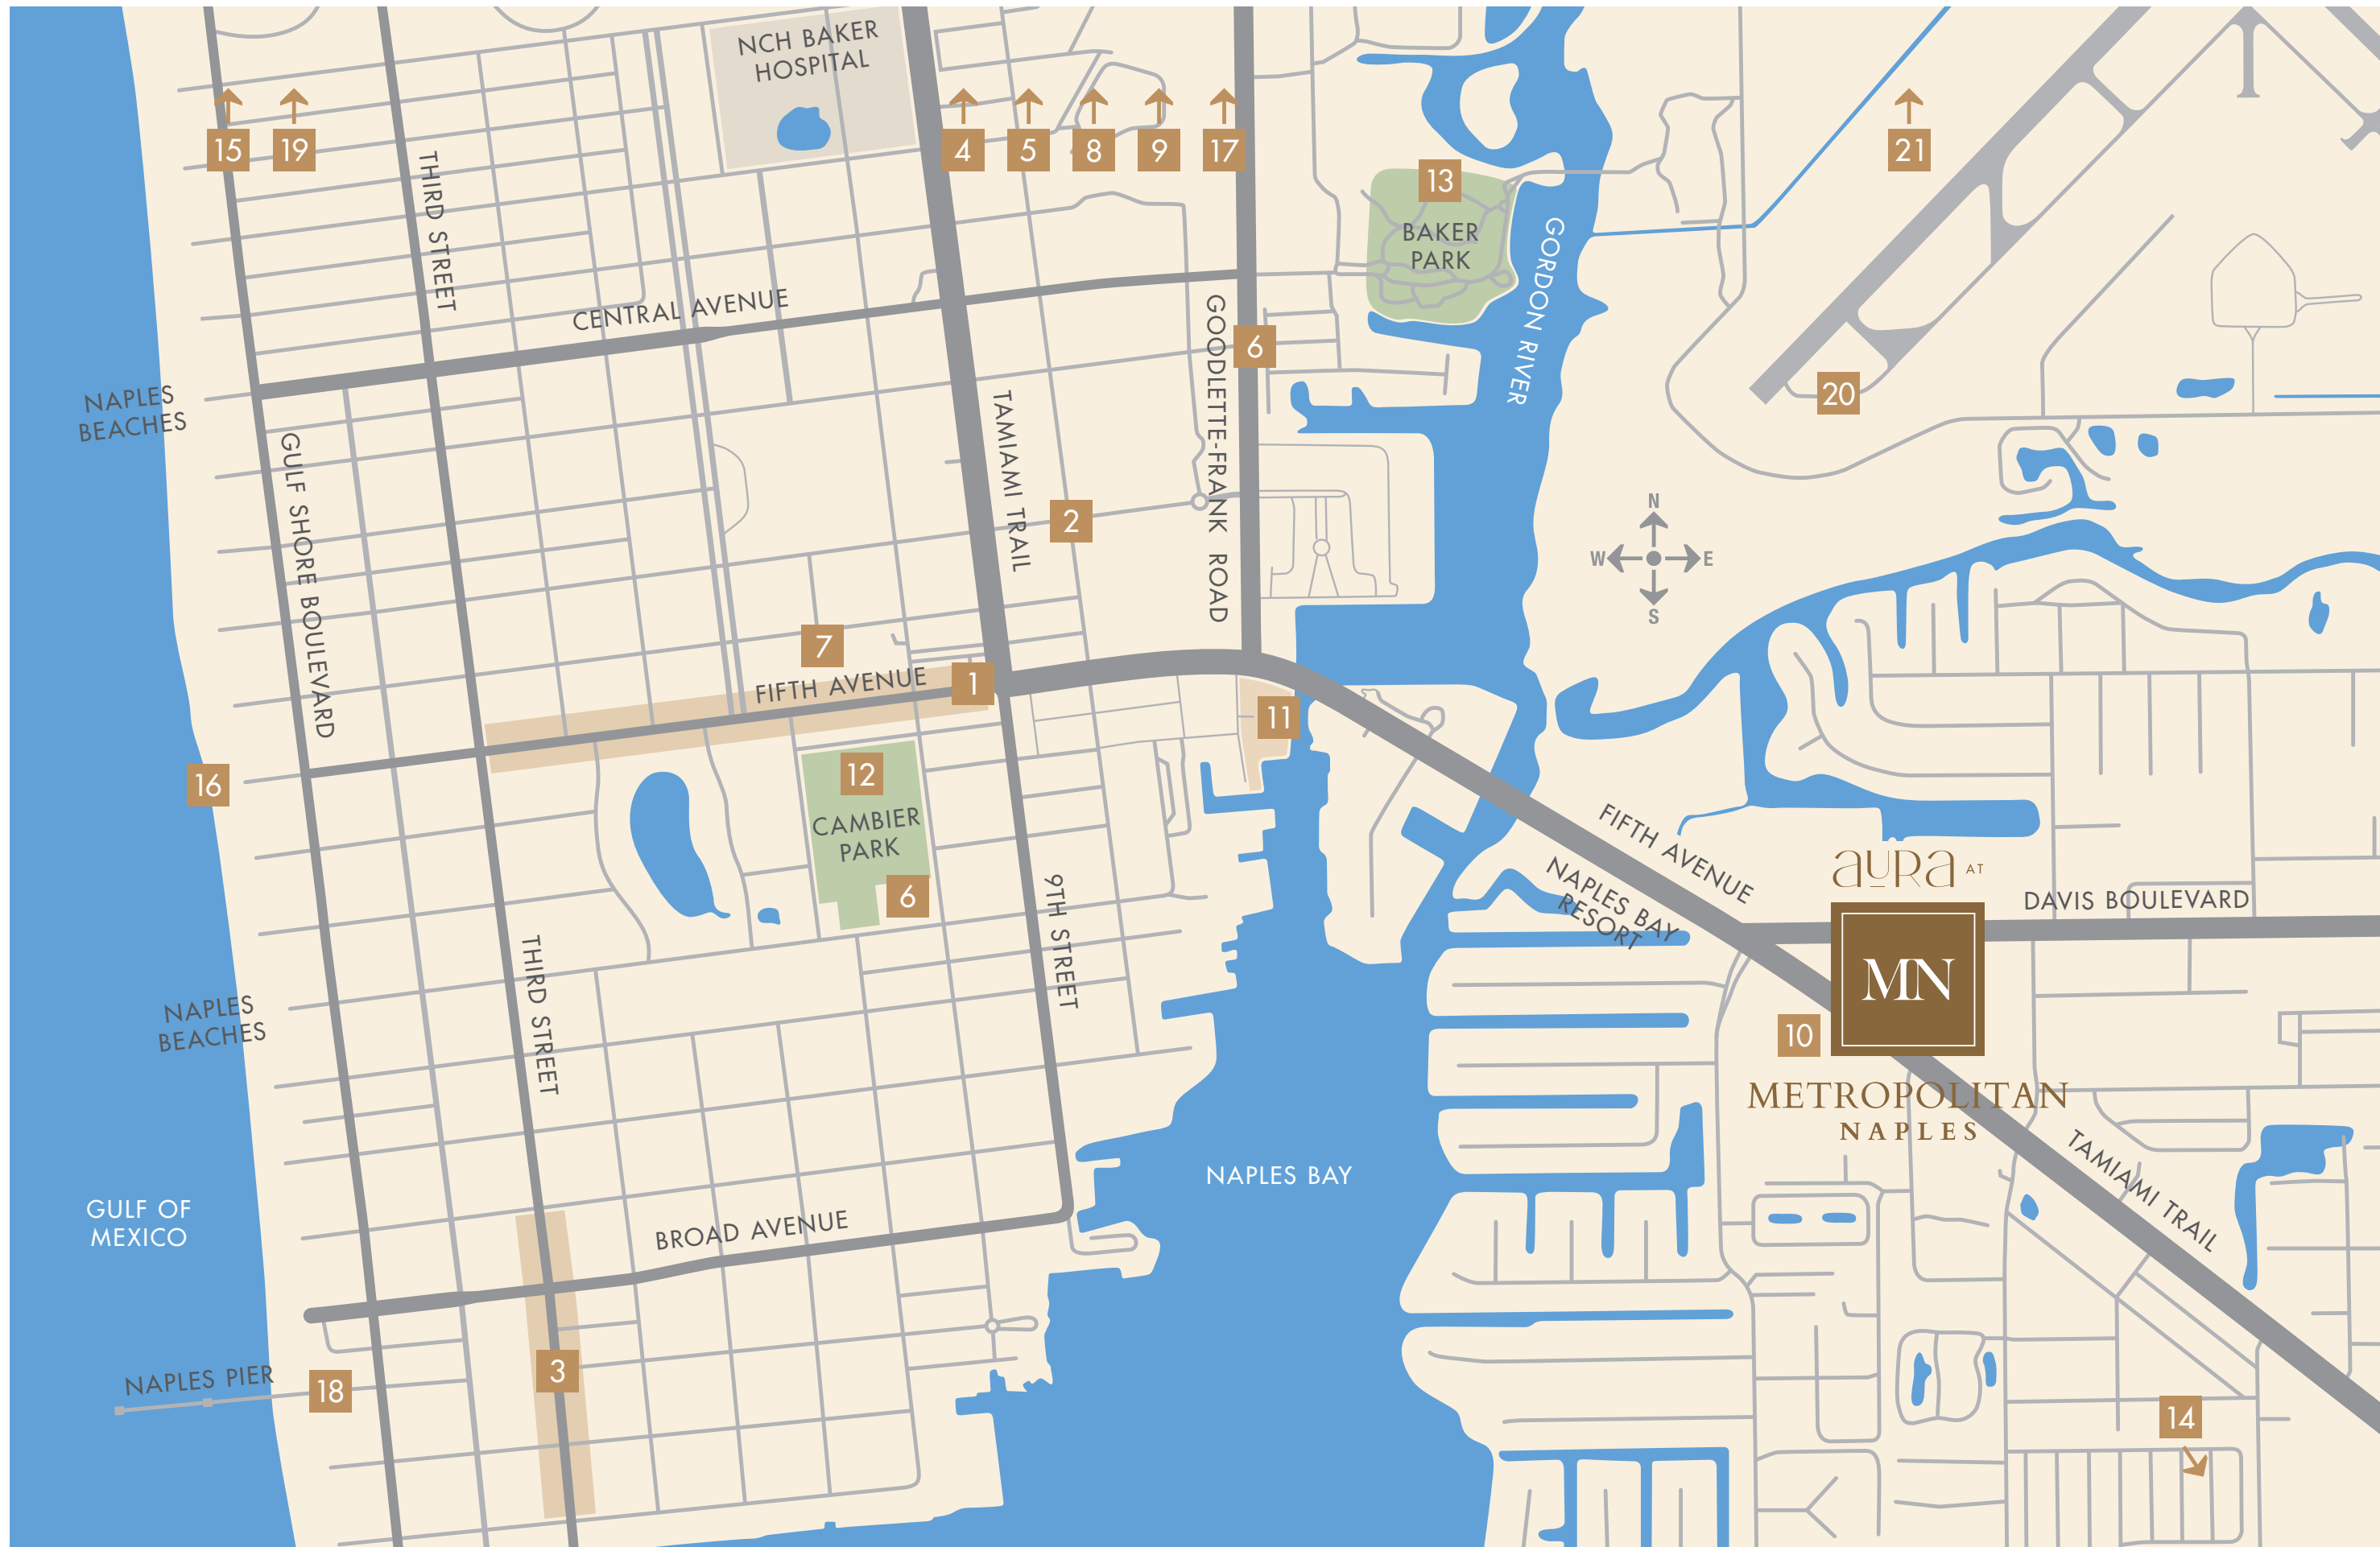 NCH BAKER
HOSPITAL
15
19
4
5
8
9
17
21
13
BAKER
PARK
THIRD STREET
GORDON RIVER
CENTRAL AVENUE
GOODLETTE-FRANK ROAD
6
20
NAPLES
BEACHES
GULF SHORE BOULEVARD
TAMIAMI TRAIL
2
N
W
E
S
7
FIFTH AVENUE
1
11
16
12
CAMBIER
PARK
6
9TH STREET
FIFTH AVENUE
NAPLES BAY
RESORT
aURa AT
DAVIS BOULEVARD
MN
10
METROPOLITAN
NAPLES
THIRD STREET
NAPLES
BEACHES
NAPLES BAY
TAMIAMI TRAIL
GULF OF
MEXICO
BROAD AVENUE
3
NAPLES PIER
18
14